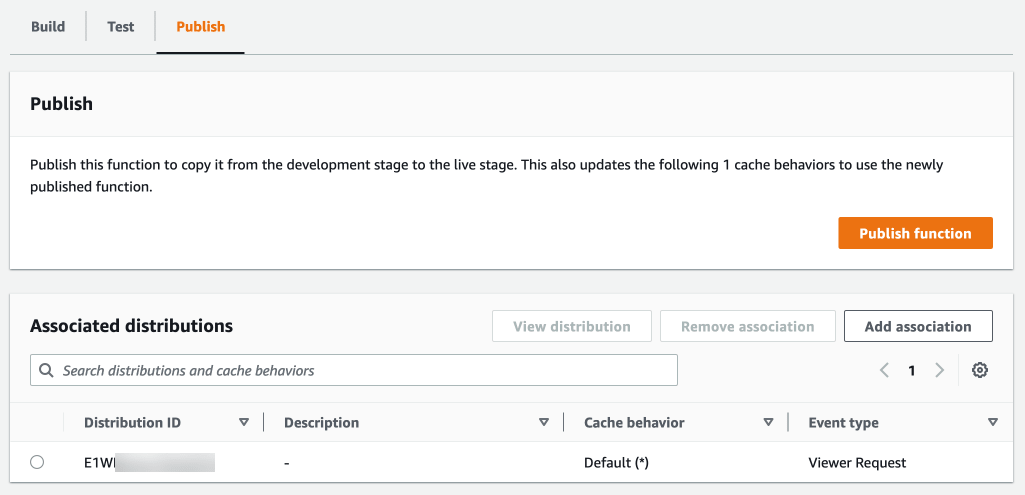 Build Test Publish
Publish
Publish this function to copy it from the development stage to the live stage. This also updates the following 1 cache behaviors to use the newly
published function.
Publish function
Associated distributions View distribution Remove association Add association
Search distributions and cache behaviors 1
Distribution ID Description Cache behavior Event type
- Default (*) Viewer Request